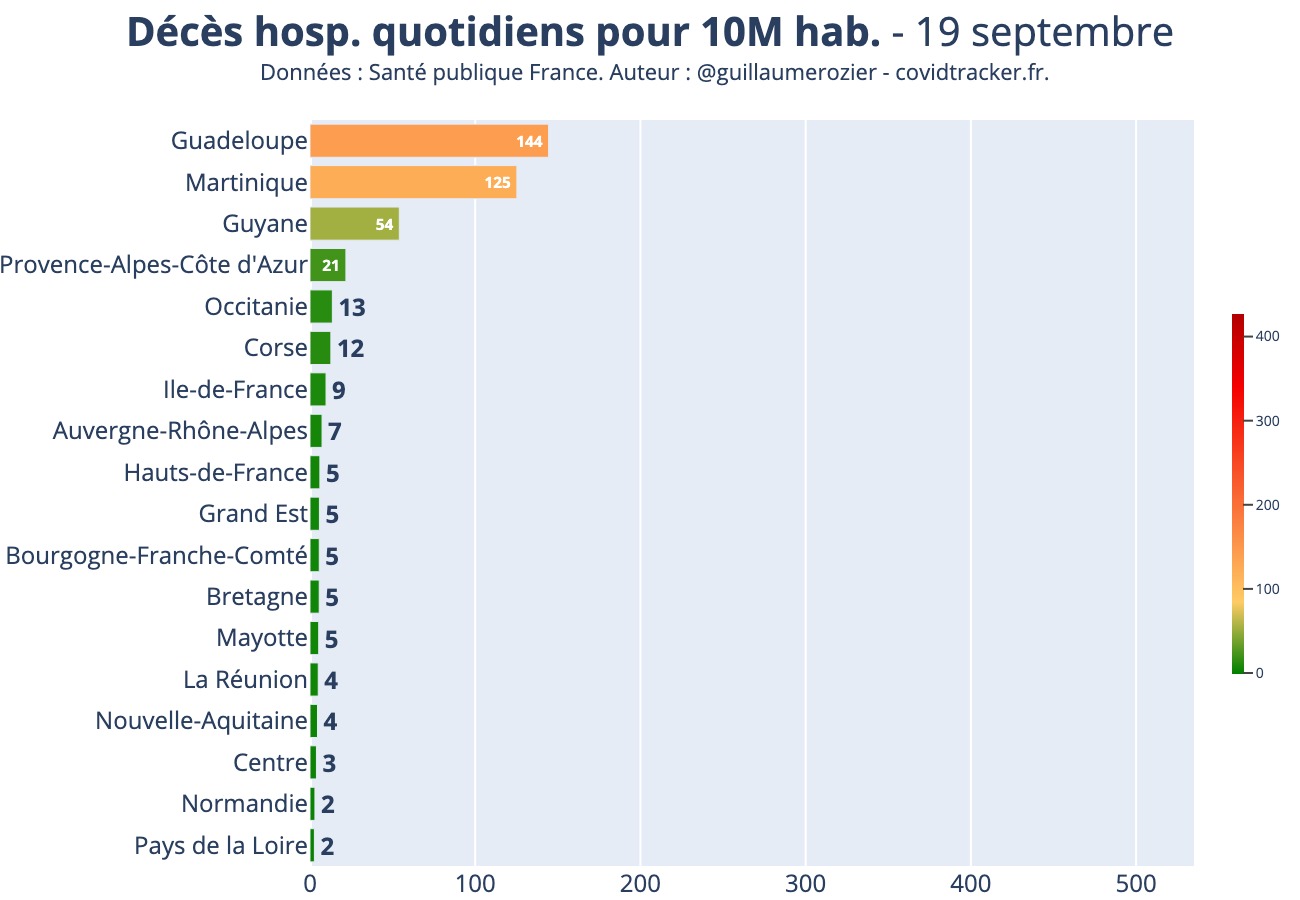 Décès hosp. quotidiens pour 10M hab. - 19 septembre
Données : Santé publique France. Auteur : @guillaumerozier - covidtracker.fr.
Guadeloupe 144
Martinique 125
Guyane 54
Provence-Alpes-Côte d'Azur 21
Occitanie 13
Corse 12
Ile-de-France 9
Auvergne-Rhône-Alpes 7
Hauts-de-France 5
Grand Est 5
Bourgogne-Franche-Comté 5
Bretagne 5
Mayotte 5
La Réunion 4
Nouvelle-Aquitaine 4
Centre 3
Normandie 2
Pays de la Loire 2
0 100 200 300 400 500
400
300
200
100
0